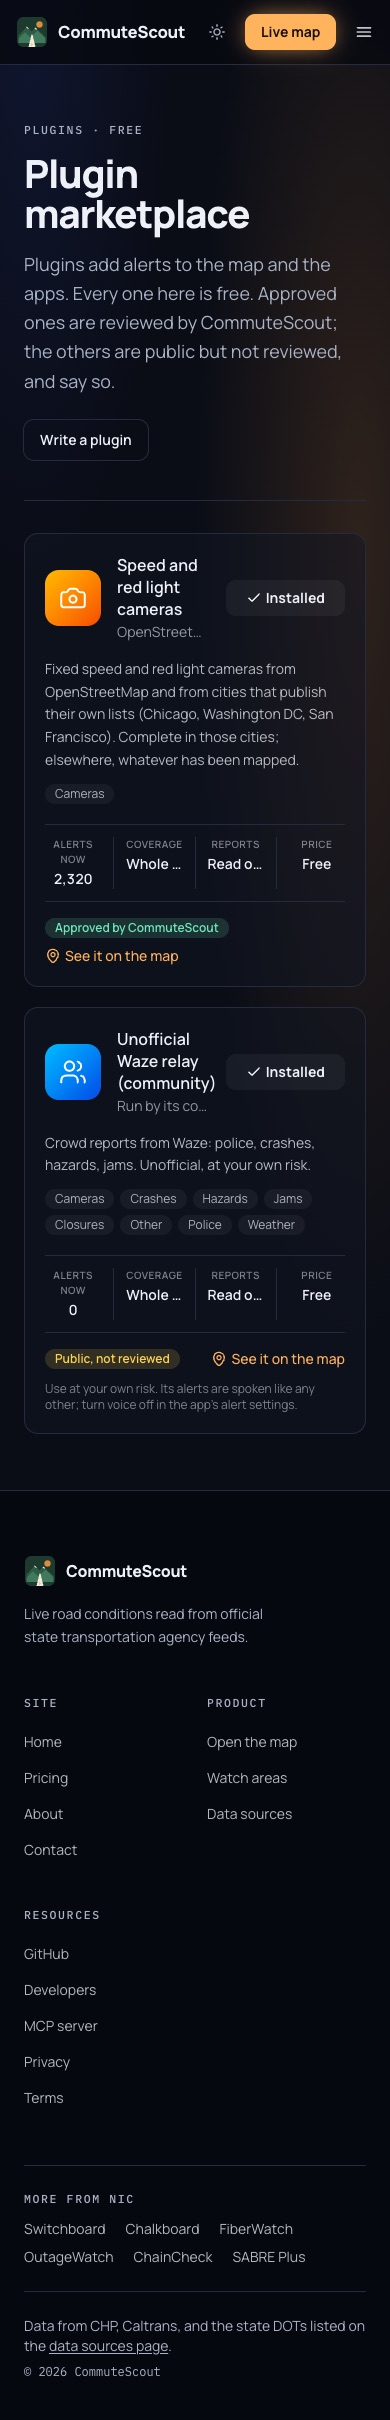 CommuteScout
Live map
PLUGINS · FREE
Plugin
marketplace
Plugins add alerts to the map and the
apps. Every one here is free. Approved
ones are reviewed by CommuteScout;
the others are public but not reviewed,
and say so.
Write a plugin
Speed and
red light
cameras
OpenStreet…
Installed
Fixed speed and red light cameras from
OpenStreetMap and from cities that publish
their own lists (Chicago, Washington DC, San
Francisco). Complete in those cities;
elsewhere, whatever has been mapped.
Cameras
ALERTS NOW
2,320
COVERAGE
Whole …
REPORTS
Read o…
PRICE
Free
Approved by CommuteScout
See it on the map
Unofficial
Waze relay
(community)
Run by its co…
Installed
Crowd reports from Waze: police, crashes,
hazards, jams. Unofficial, at your own risk.
Cameras Crashes Hazards Jams
Closures Other Police Weather
ALERTS NOW
0
COVERAGE
Whole …
REPORTS
Read o…
PRICE
Free
Public, not reviewed
See it on the map
Use at your own risk. Its alerts are spoken like any
other; turn voice off in the app's alert settings.
CommuteScout
Live road conditions read from official
state transportation agency feeds.
SITE
Home
Pricing
About
Contact
PRODUCT
Open the map
Watch areas
Data sources
RESOURCES
GitHub
Developers
MCP server
Privacy
Terms
MORE FROM NIC
Switchboard Chalkboard FiberWatch
OutageWatch ChainCheck SABRE Plus
Data from CHP, Caltrans, and the state DOTs listed on
the data sources page.
© 2026 CommuteScout